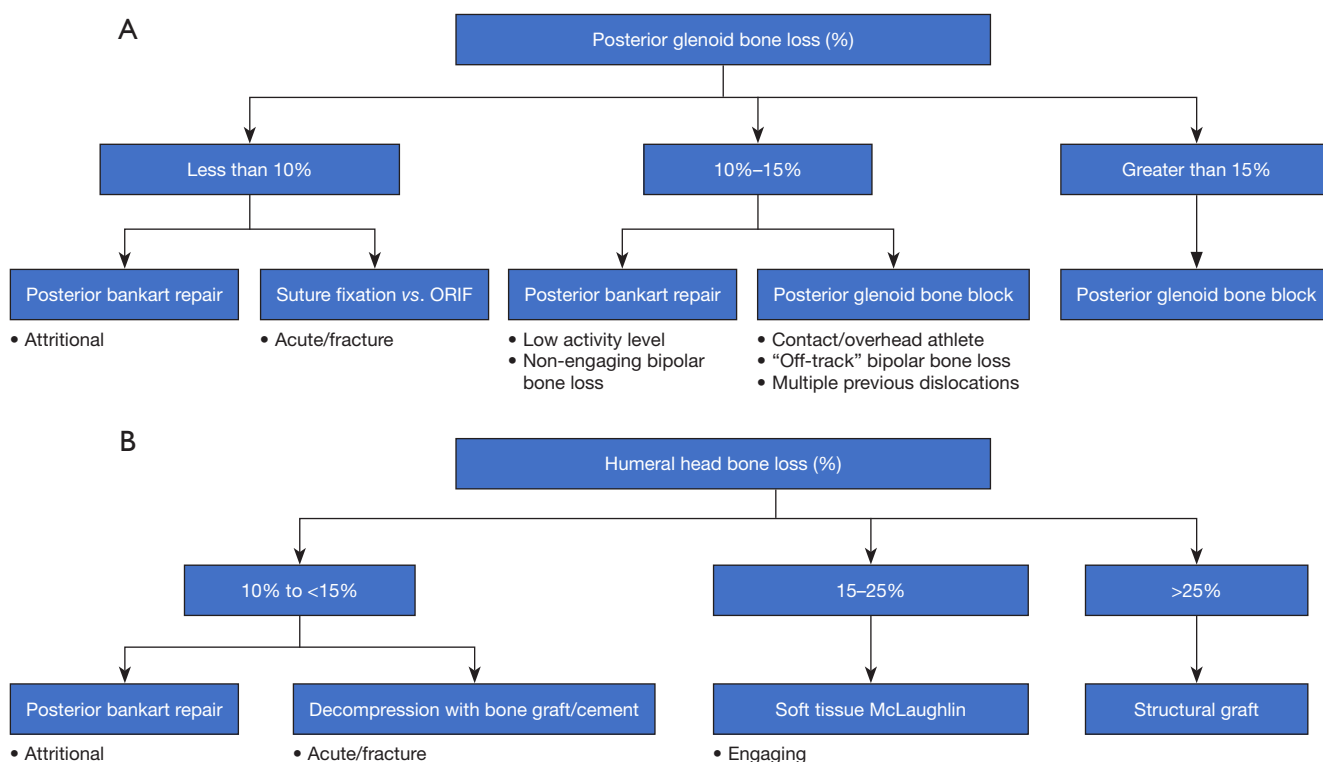 A
Posterior glenoid bone loss (%)
Less than 10%
10%–15%
Greater than 15%
Posterior bankart repair
Suture fixation vs. ORIF
Posterior bankart repair
Posterior glenoid bone block
Posterior glenoid bone block
• Attritional
• Acute/fracture
• Low activity level
• Non-engaging bipolar
bone loss
• Contact/overhead athlete
• “Off-track” bipolar bone loss
• Multiple previous dislocations
B
Humeral head bone loss (%)
10% to <15%
15–25%
>25%
Posterior bankart repair
Decompression with bone graft/cement
Soft tissue McLaughlin
Structural graft
• Attritional
• Acute/fracture
• Engaging